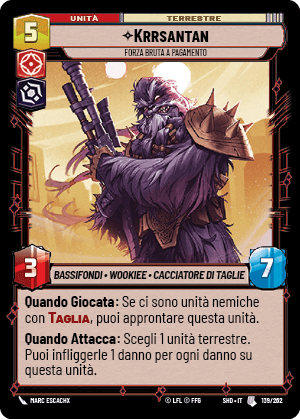 5
UNITÀ
TERRESTRE
✧KRRSANTAN
FORZA BRUTA A PAGAMENTO
3
BASSIFONDI • WOOKIEE • CACCIATORE DI TAGLIE
7
Quando Giocata: Se ci sono unità nemiche
con TAGLIA, puoi approntare questa unità.
Quando Attacca: Scegli 1 unità terrestre.
Puoi infliggerle 1 danno per ogni danno su
questa unità.
MARC ESCACHX
© LFL © FFG
SHD • IT
139/262